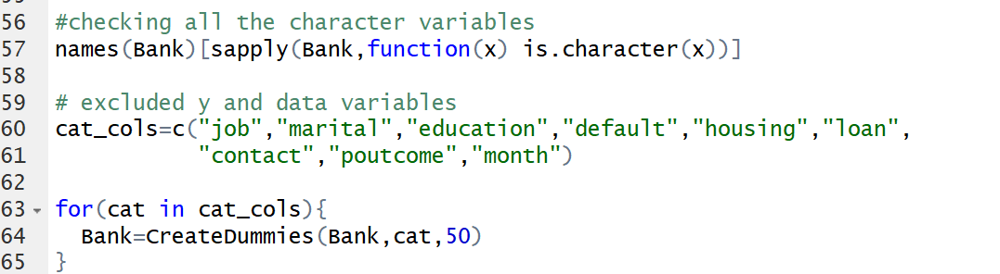 56 #checking all the character variables
57 names(Bank)[sapply(Bank,function(x) is.character(x))]
58
59 # excluded y and data variables
60 cat_cols=c("job","marital","education","default","housing","loan",
61 "contact","poutcome","month")
62
63 for(cat in cat_cols){
64 Bank=CreateDummies(Bank,cat,50)
65 }